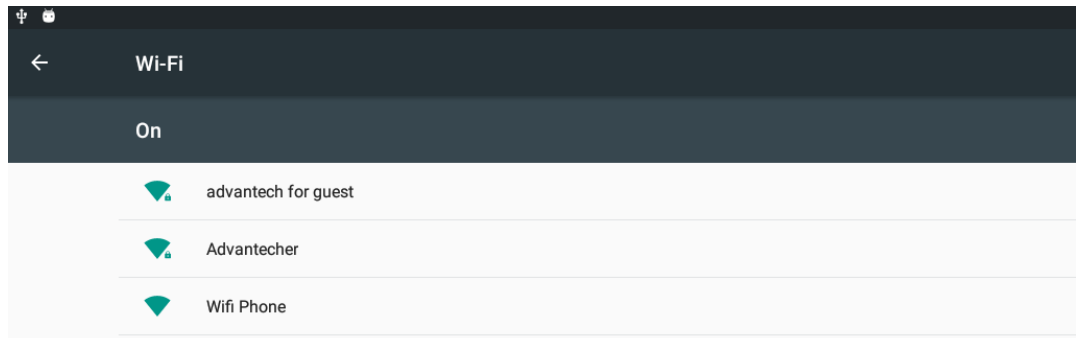 Wi-Fi
On
advantech for guest
Advantecher
Wifi Phone